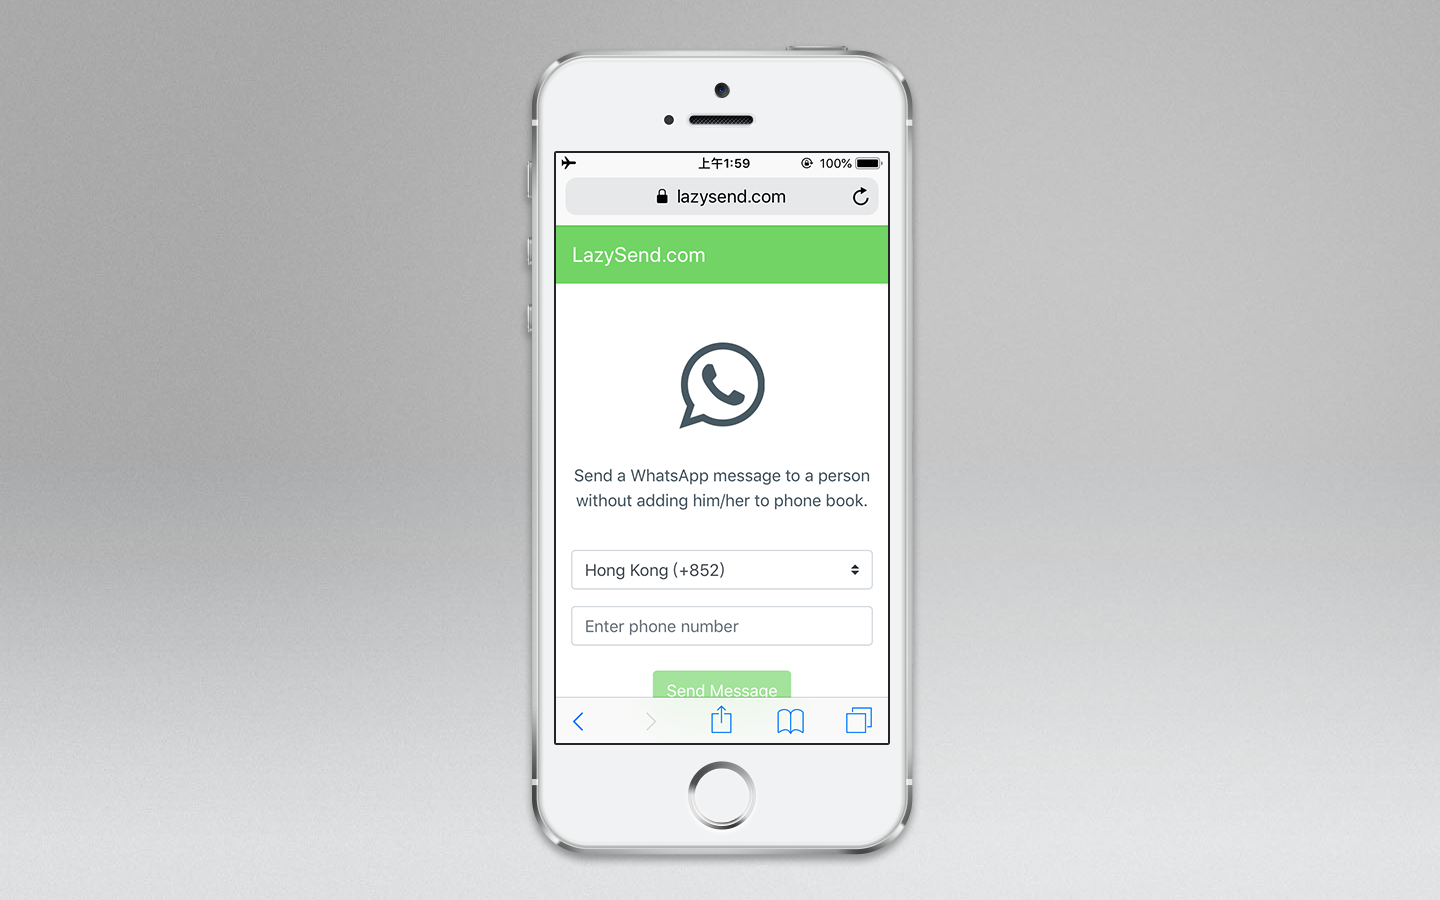 上午1:59
100%
lazysend.com
LazySend.com
Send a WhatsApp message to a person
without adding him/her to phone book.
Hong Kong (+852)
Enter phone number
Send Message